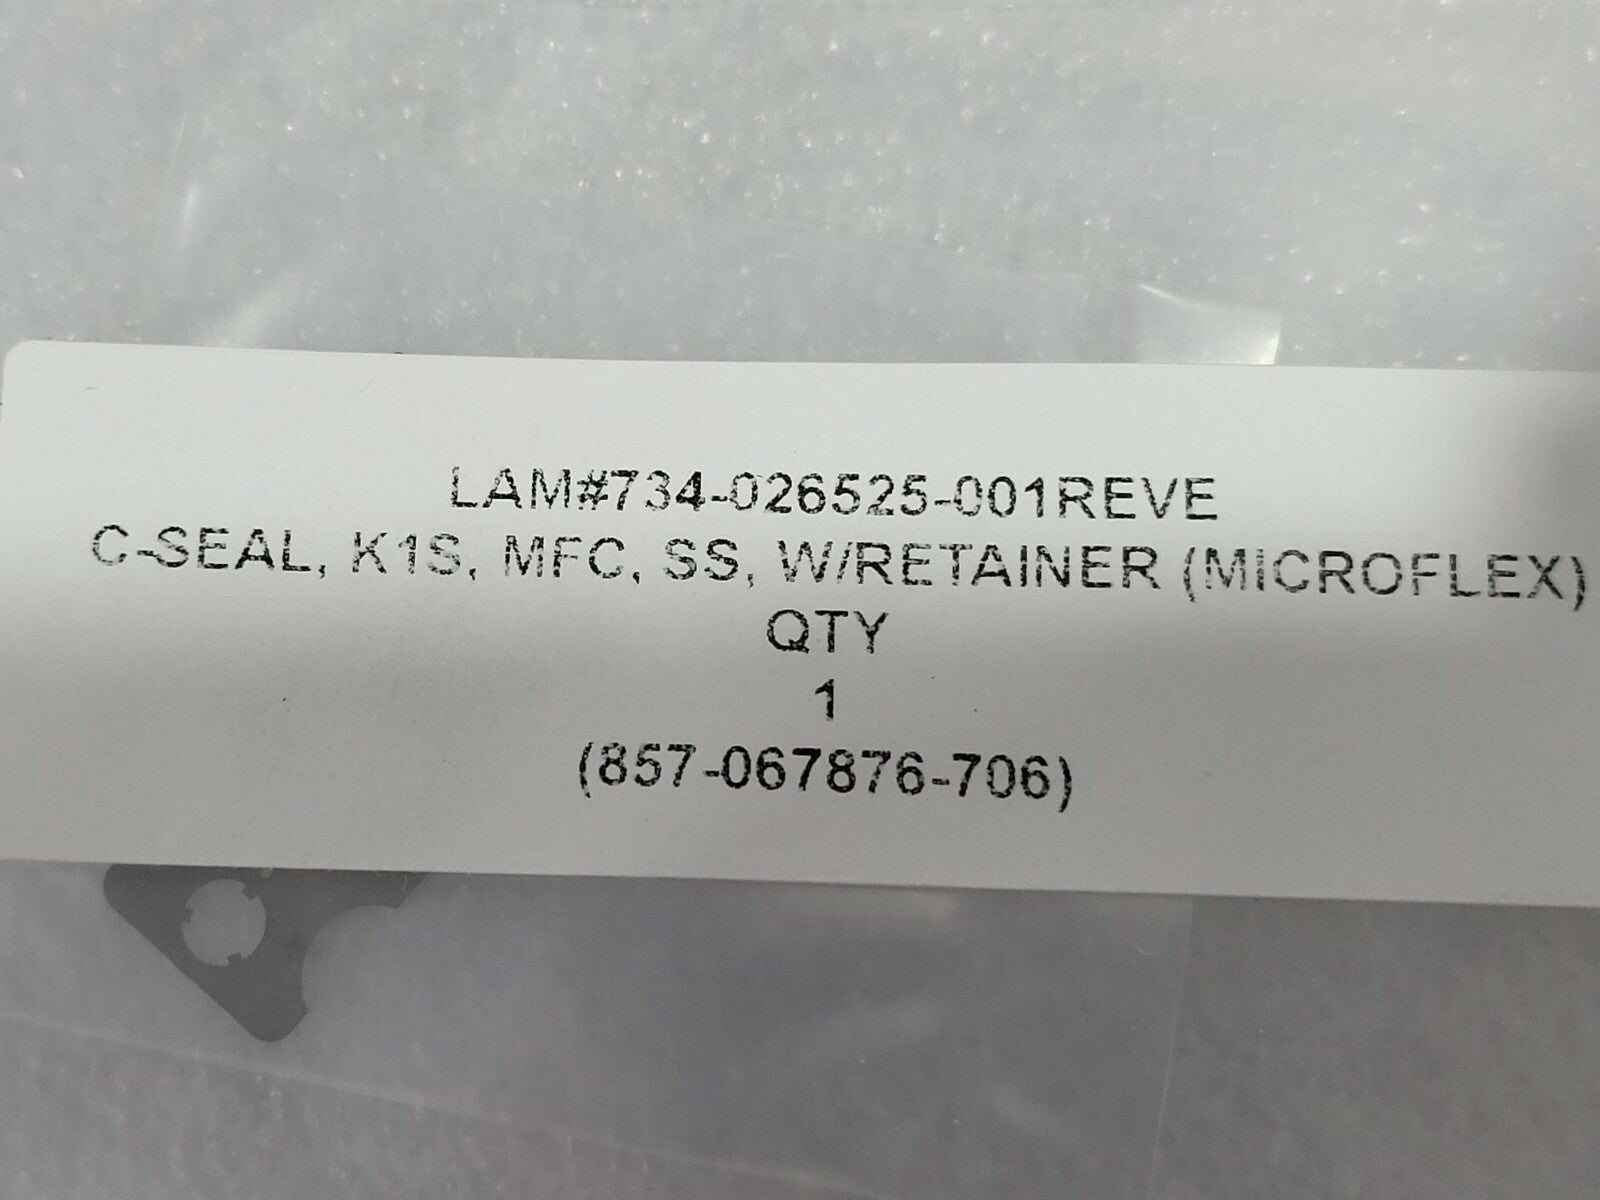 LAM#734-026525-001REVE
C-SEAL, K1S, MFC, SS, W/RETAINER (MICROFLEX)
QTY
1
(857-067876-706)